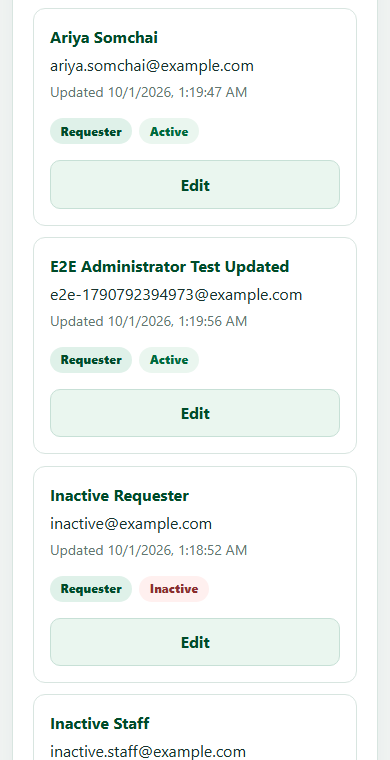 Ariya Somchai
ariya.somchai@example.com
Updated 10/1/2026, 1:19:47 AM
Requester Active
Edit
E2E Administrator Test Updated
e2e-1790792394973@example.com
Updated 10/1/2026, 1:19:56 AM
Requester Active
Edit
Inactive Requester
inactive@example.com
Updated 10/1/2026, 1:18:52 AM
Requester Inactive
Edit
Inactive Staff
inactive.staff@example.com